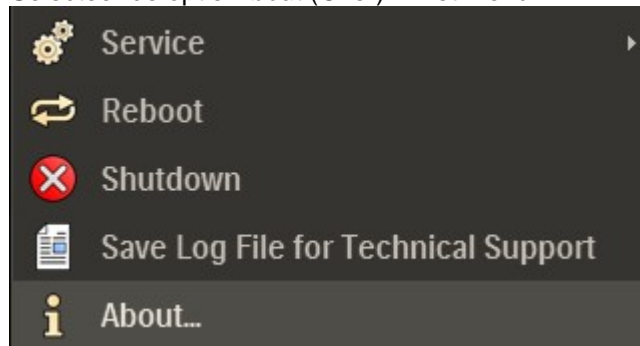 Service
Reboot
Shutdown
Save Log File for Technical Support
About...